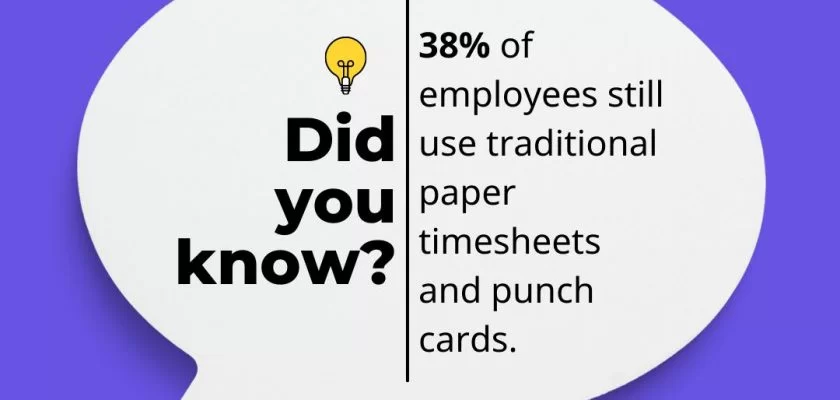 Did
you
know?
38% of
employees still
use traditional
paper
timesheets
and punch
cards.